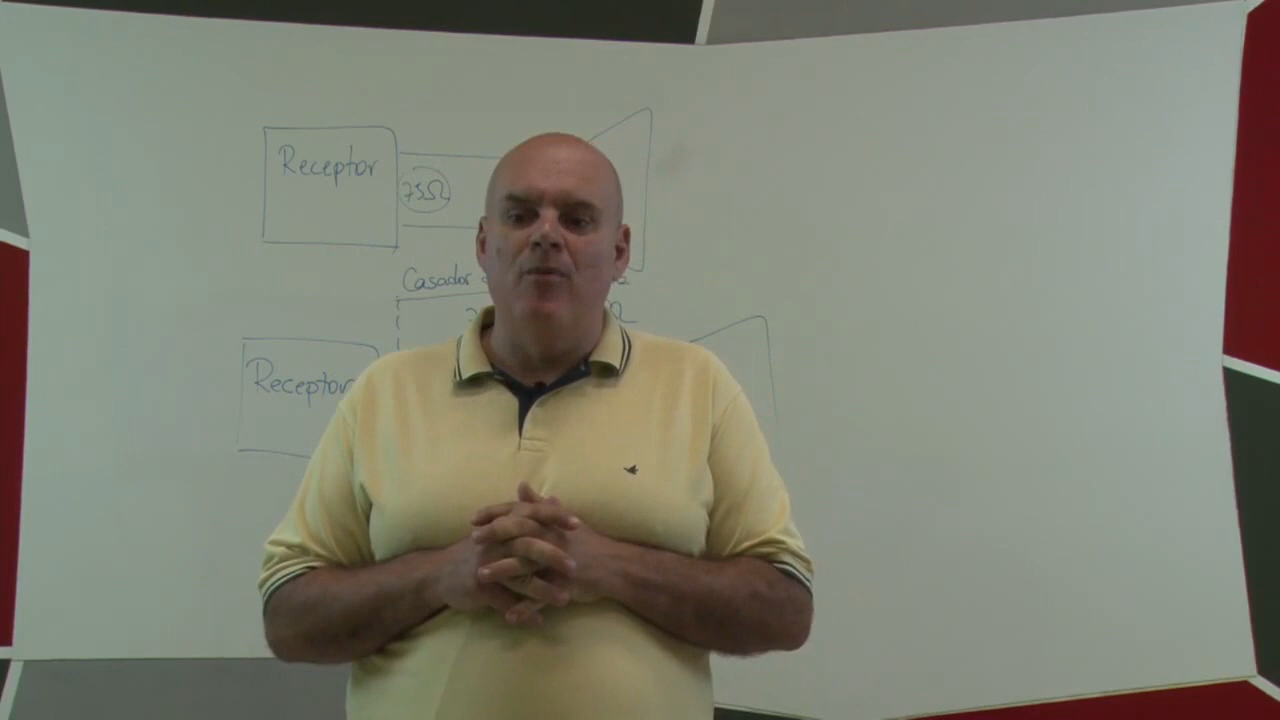 Receptor
75Ω
Casador
Ω
Receptor